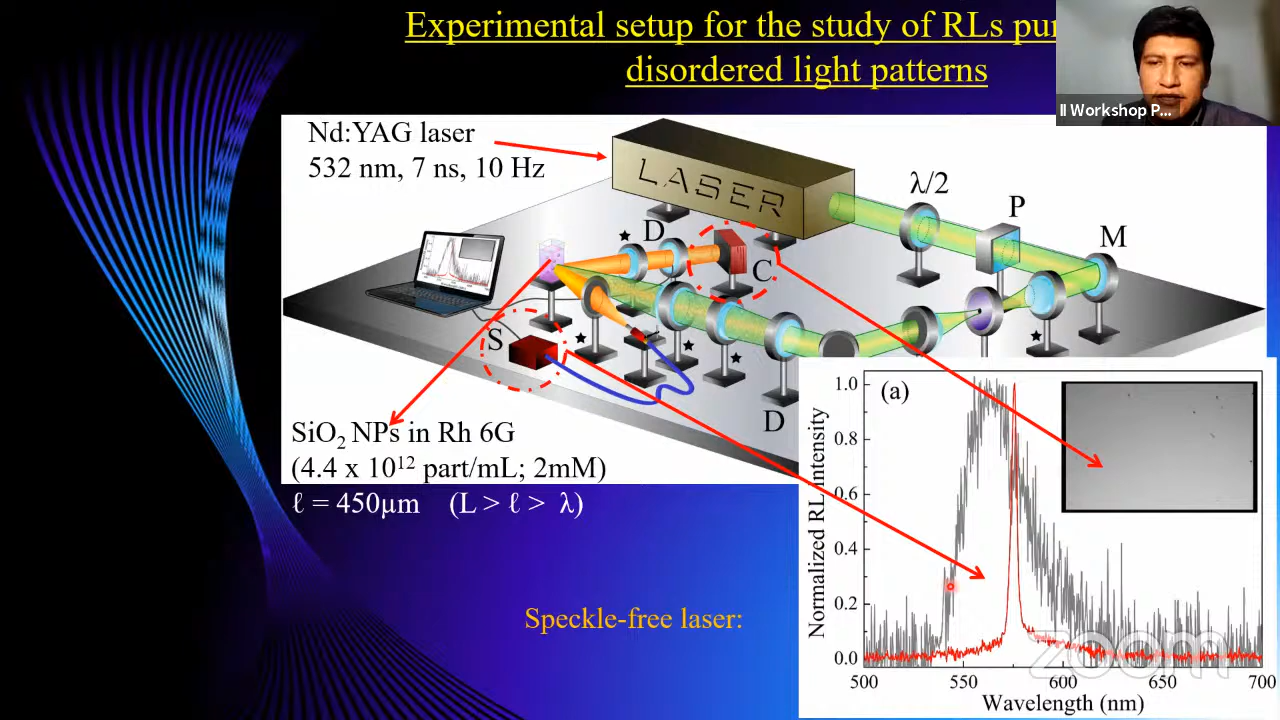 Experimental setup for the study of RLs
disordered light patterns
II Workshop P...
Nd:YAG laser
532 nm, 7 ns, 10 Hz
LASER
λ/2
P
M
D
C
S
D
SiO₂ NPs in Rh 6G
(4.4 x 10¹² part/mL; 2mM)
ℓ = 450µm (L > ℓ > λ)
Speckle-free laser:
(a)
Normalized RL intensity
1.0
0.8
0.6
0.4
0.2
0.0
500 550 600 650 700
Wavelength (nm)
zoom